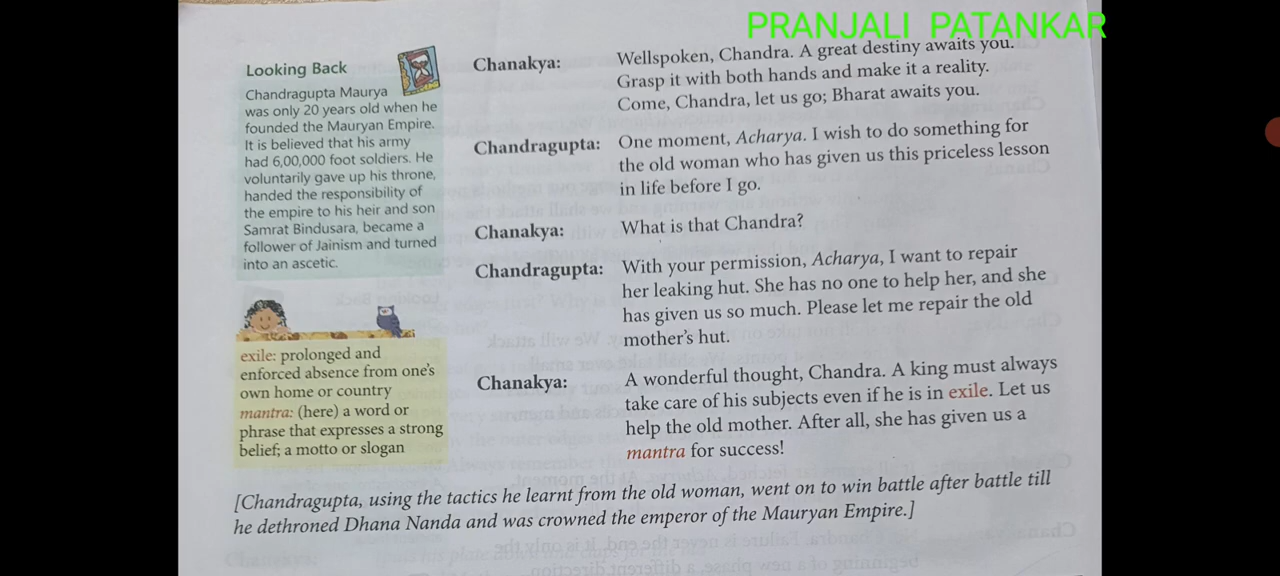 PRANJALI PATANKAR
Looking Back
Chandragupta Maurya
was only 20 years old when he
founded the Mauryan Empire.
It is believed that his army
had 6,00,000 foot soldiers. He
voluntarily gave up his throne,
handed the responsibility of
the empire to his heir and son
Samrat Bindusara, became a
follower of Jainism and turned
into an ascetic.
exile: prolonged and
enforced absence from one's
own home or country
mantra: (here) a word or
phrase that expresses a strong
belief; a motto or slogan
Chanakya: Wellspoken, Chandra. A great destiny awaits you.
Grasp it with both hands and make it a reality.
Come, Chandra, let us go; Bharat awaits you.
Chandragupta: One moment, Acharya. I wish to do something for
the old woman who has given us this priceless lesson
in life before I go.
Chanakya: What is that Chandra?
Chandragupta: With your permission, Acharya, I want to repair
her leaking hut. She has no one to help her, and she
has given us so much. Please let me repair the old
mother's hut.
Chanakya: A wonderful thought, Chandra. A king must always
take care of his subjects even if he is in exile. Let us
help the old mother. After all, she has given us a
mantra for success!
[Chandragupta, using the tactics he learnt from the old woman, went on to win battle after battle till
he dethroned Dhana Nanda and was crowned the emperor of the Mauryan Empire.]